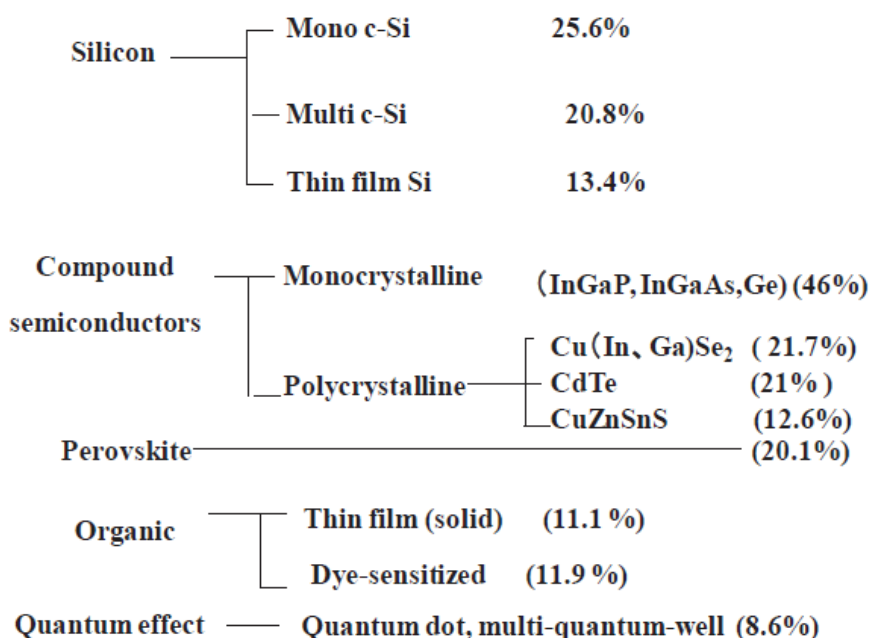 Mono c-Si 25.6%
Silicon
Multi c-Si 20.8%
Thin film Si 13.4%
Compound
semiconductors
Monocrystalline (InGaP, InGaAs,Ge) (46%)
Cu(In、Ga)Se₂ ( 21.7%)
Polycrystalline CdTe (21% )
CuZnSnS (12.6%)
Perovskite (20.1%)
Thin film (solid) (11.1 %)
Organic
Dye-sensitized (11.9 %)
Quantum effect Quantum dot, multi-quantum-well (8.6%)